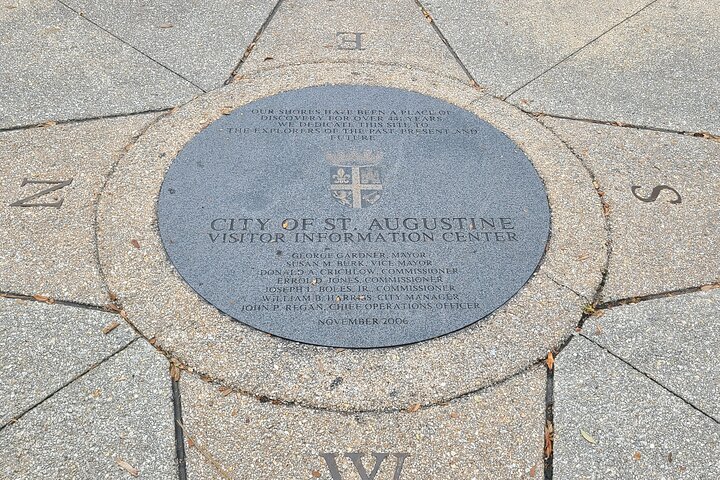 E
OUR SHORES HAVE BEEN A PLACE OF
DISCOVERY FOR OVER 441 YEARS
WE DEDICATE THIS SITE TO
THE EXPLORERS OF THE PAST, PRESENT AND
FUTURE.
N
S
CITY OF ST. AUGUSTINE
VISITOR INFORMATION CENTER
GEORGE GARDNER, MAYOR
SUSAN M. BURK, VICE MAYOR
DONALD A. CRICHLOW, COMMISSIONER
ERROL D. JONES, COMMISSIONER
JOSEPH L. BOLES, JR., COMMISSIONER
WILLIAM B. HARRISS, CITY MANAGER
JOHN P. REGAN, CHIEF OPERATIONS OFFICER
NOVEMBER 2006
W